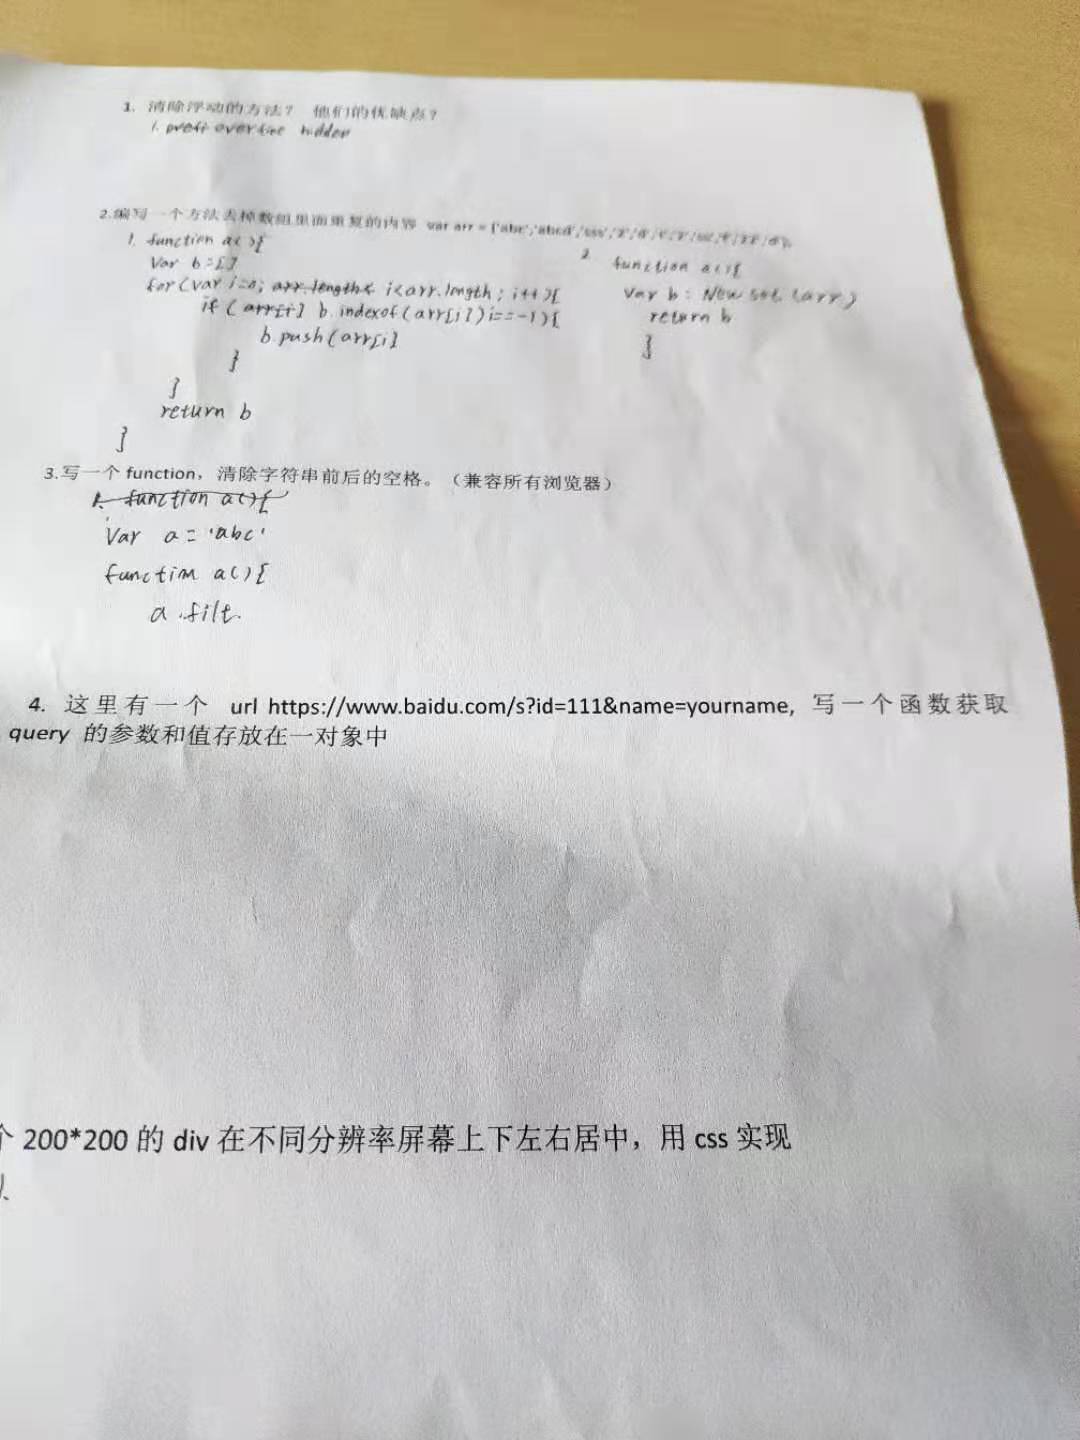 1. 清除浮动的方法？ 他们的优缺点？
1. hidden
2.编写一个方法去掉数组里面重复的内容 var arr = ['abc','abcd','sss','2','d',
1. function a( ){
Var b=[]
for(var i=0; arr.length< i<arr.length; i++){
if ( arr[i] b.indexof(arr[i])i==-1){
b.push(arr[i]
}
}
return b
}
2.
function a( ){
Var b = New Set (arr)
return b
}
3.写一个 function，清除字符串前后的空格。（兼容所有浏览器）
1. function a( ){
Var a = 'abc'
function a( ){
a.filt.
4. 这里有一个 url https://www.baidu.com/s?id=111&name=yourname, 写一个函数获取
query 的参数和值存放在一对象中
个 200*200 的 div 在不同分辨率屏幕上下左右居中，用 css 实现
1.